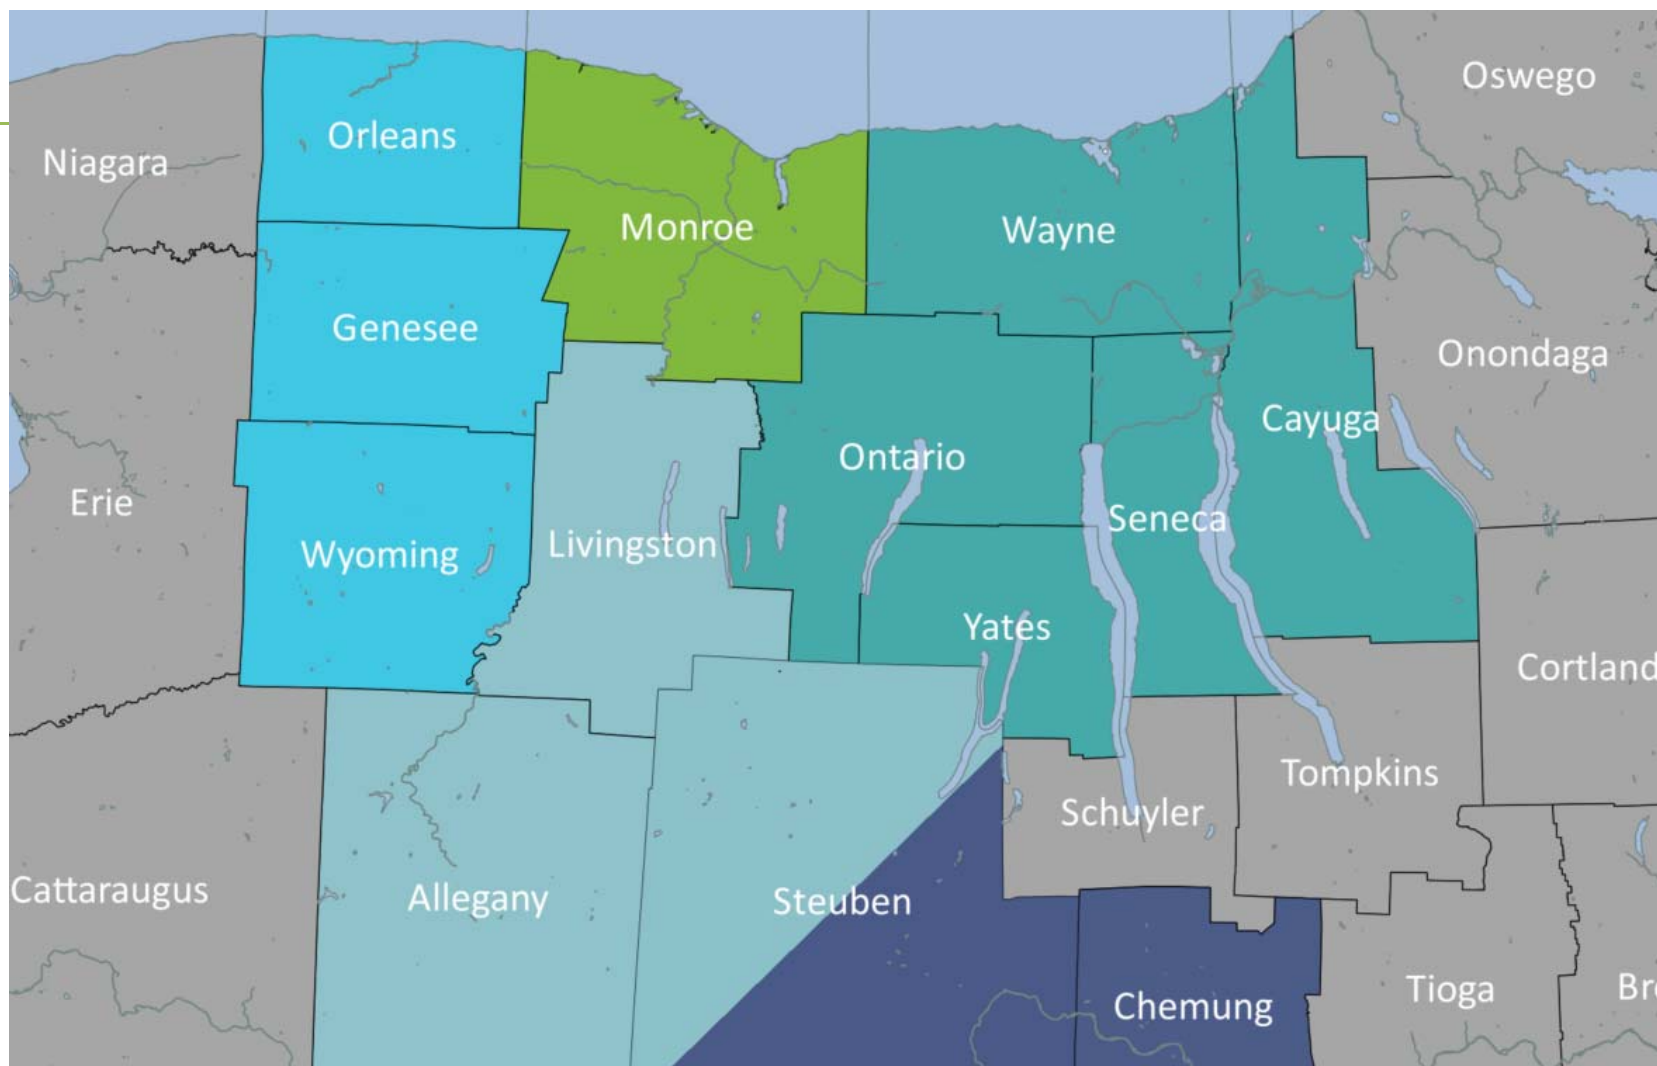 Oswego
Orleans
Niagara
Monroe
Wayne
Genesee
Onondaga
Cayuga
Ontario
Erie
Seneca
Livingston
Wyoming
Yates
Cortland
Tompkins
Schuyler
Cattaraugus
Allegany
Steuben
Tioga
Br
Chemung